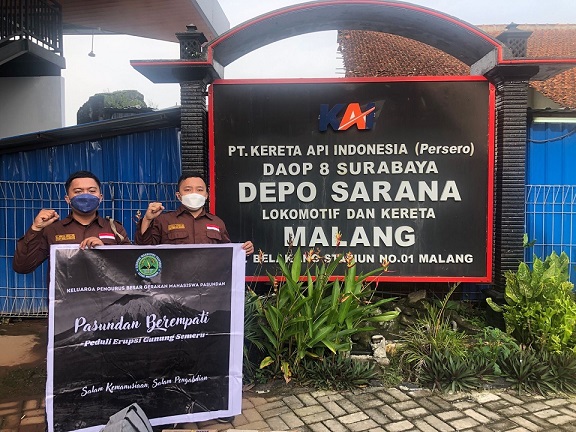 KAI
PT. KERETA API INDONESIA (Persero)
DAOP 8 SURABAYA
DEPO SARANA
LOKOMOTIF DAN KERETA
MALANG
BELAKANG STASIUN NO.01 MALANG
KELUARGA PENGURUS BESAR GERAKAN MAHASISWA PASUNDAN
Pasundan Berempati
"Peduli Erupsi Gunung Semeru"
Salam Kemanusiaan, Salam Pengabdian